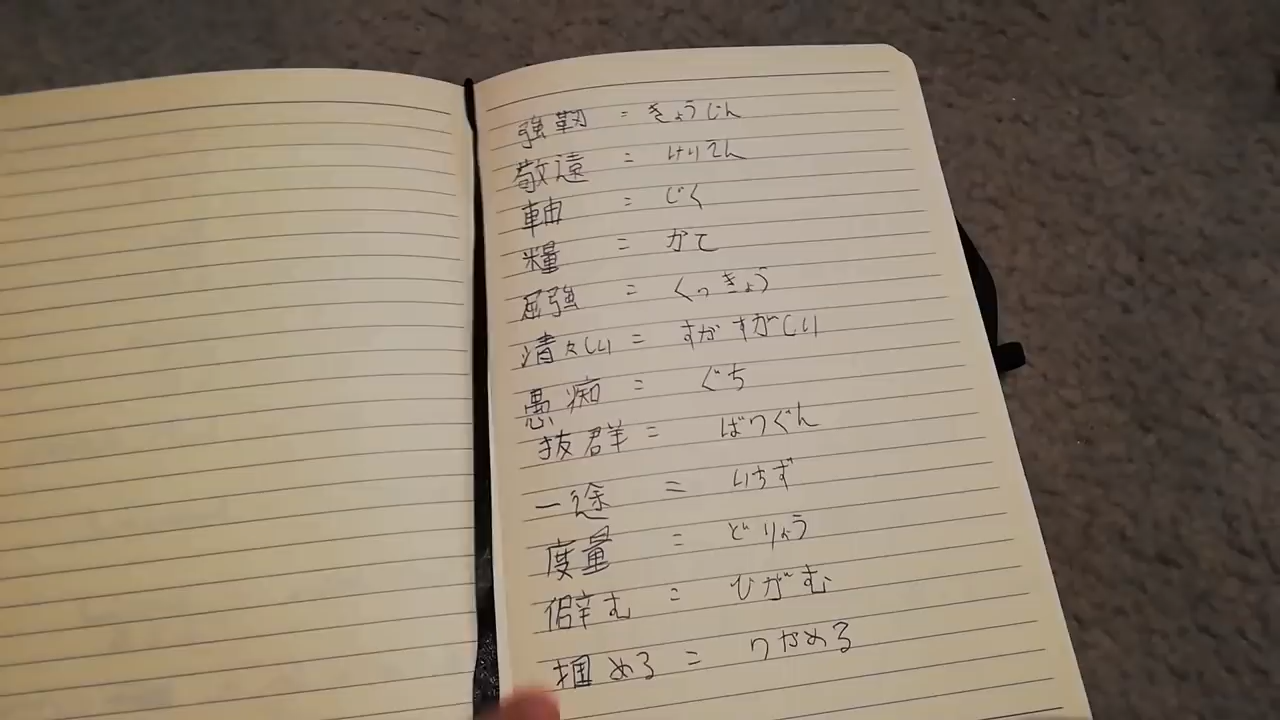 強靭 = きょうじん
敬遠 = けいえん
軸 = じく
糧 = かて
屈強 = くっきょう
清々しい = すがすがしい
愚痴 = ぐち
抜群 = ばつぐん
一途 = いちず
度量 = どりょう
僻む = ひがむ
掴める = つかめる